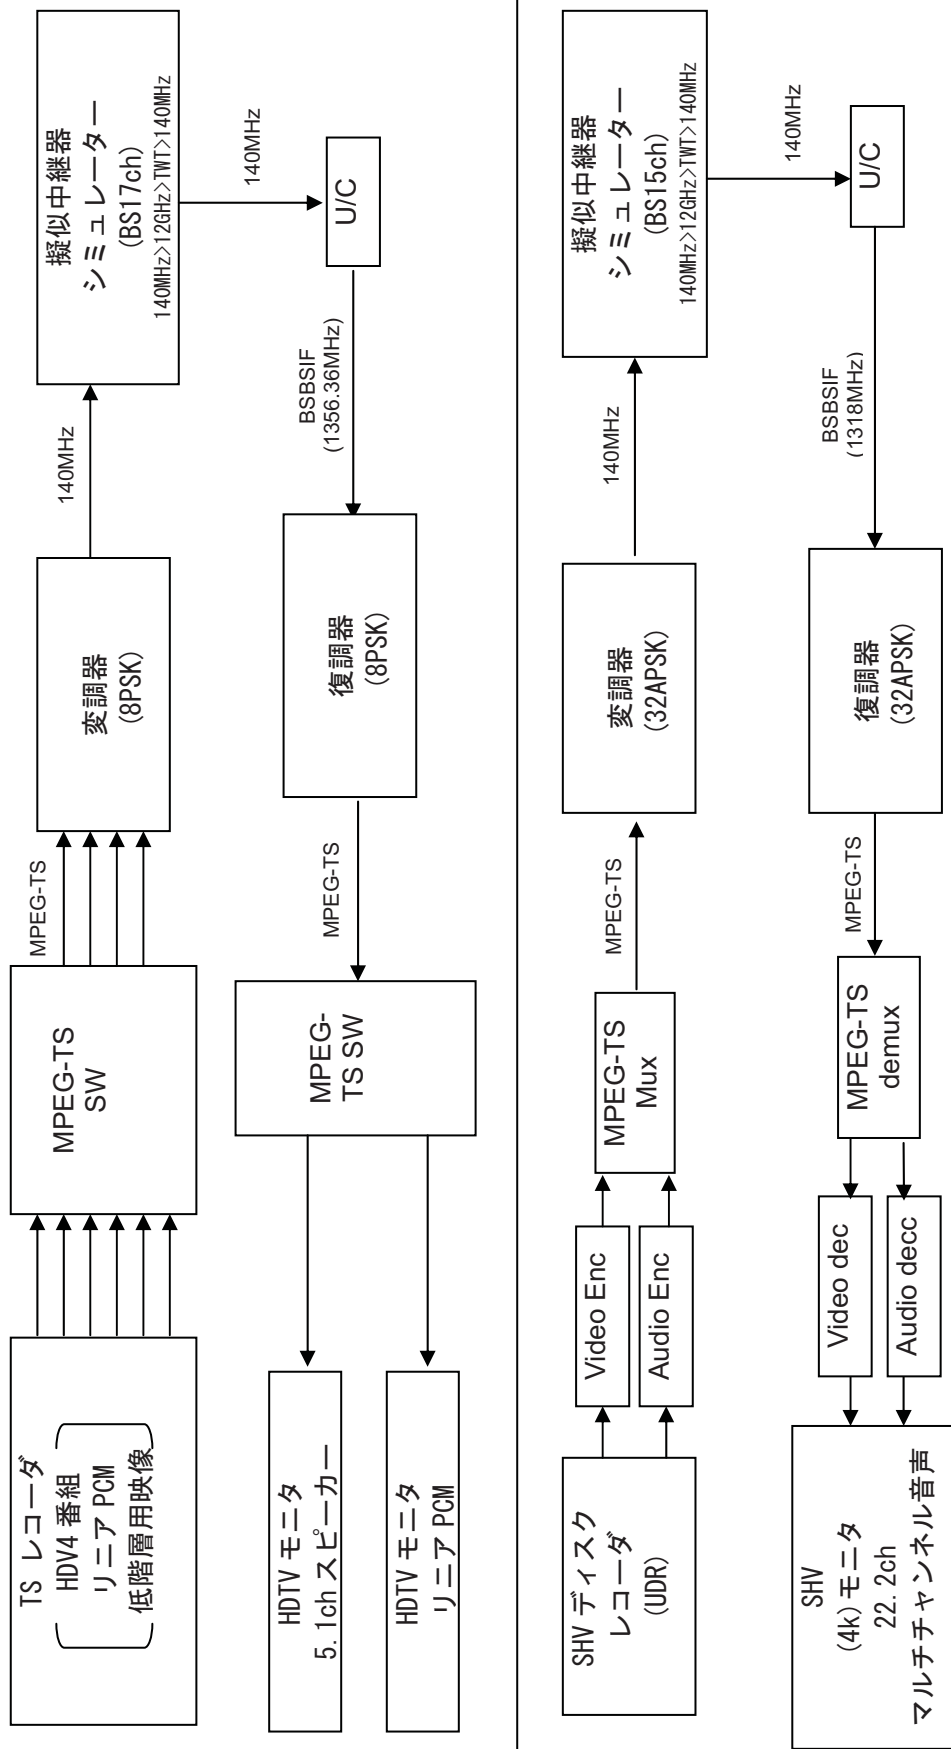 TS レコーダ
HDV4 番組
リニア PCM
低階層用映像
MPEG-TS
SW
MPEG-TS
変調器
(8PSK)
140MHz
擬似中継器
シミュレーター
(BS17ch)
140MHz>12GHz>TWT>140MHz
140MHz
U/C
BSBSIF
(1356.36MHz)
復調器
(8PSK)
MPEG-TS
MPEG-
TS SW
HDTV モニタ
5.1ch スピーカー
HDTV モニタ
リニア PCM
SHV ディスク
レコーダ
(UDR)
Video Enc
Audio Enc
MPEG-TS
Mux
MPEG-TS
変調器
(32APSK)
140MHz
擬似中継器
シミュレーター
(BS15ch)
140MHz>12GHz>TWT>140MHz
140MHz
U/C
BSBSIF
(1318MHz)
復調器
(32APSK)
MPEG-TS
MPEG-TS
demux
Video dec
Audio decc
SHV
(4k)モニタ
22.2ch
マルチチャンネル音声